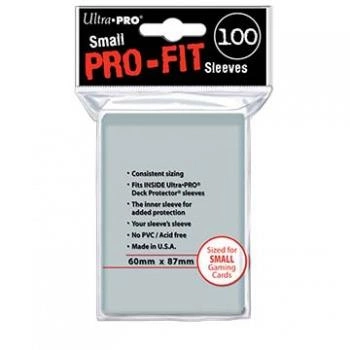 Ultra•PRO®
Small
PRO-FIT
Sleeves
100
• Consistent sizing
• Fits INSIDE Ultra•PRO®
Deck Protector® sleeves
• The inner sleeve for
added protection
• Your sleeve's sleeve
• No PVC / Acid free
• Made in U.S.A.
60mm x 87mm
Sized for
SMALL
Gaming
Cards